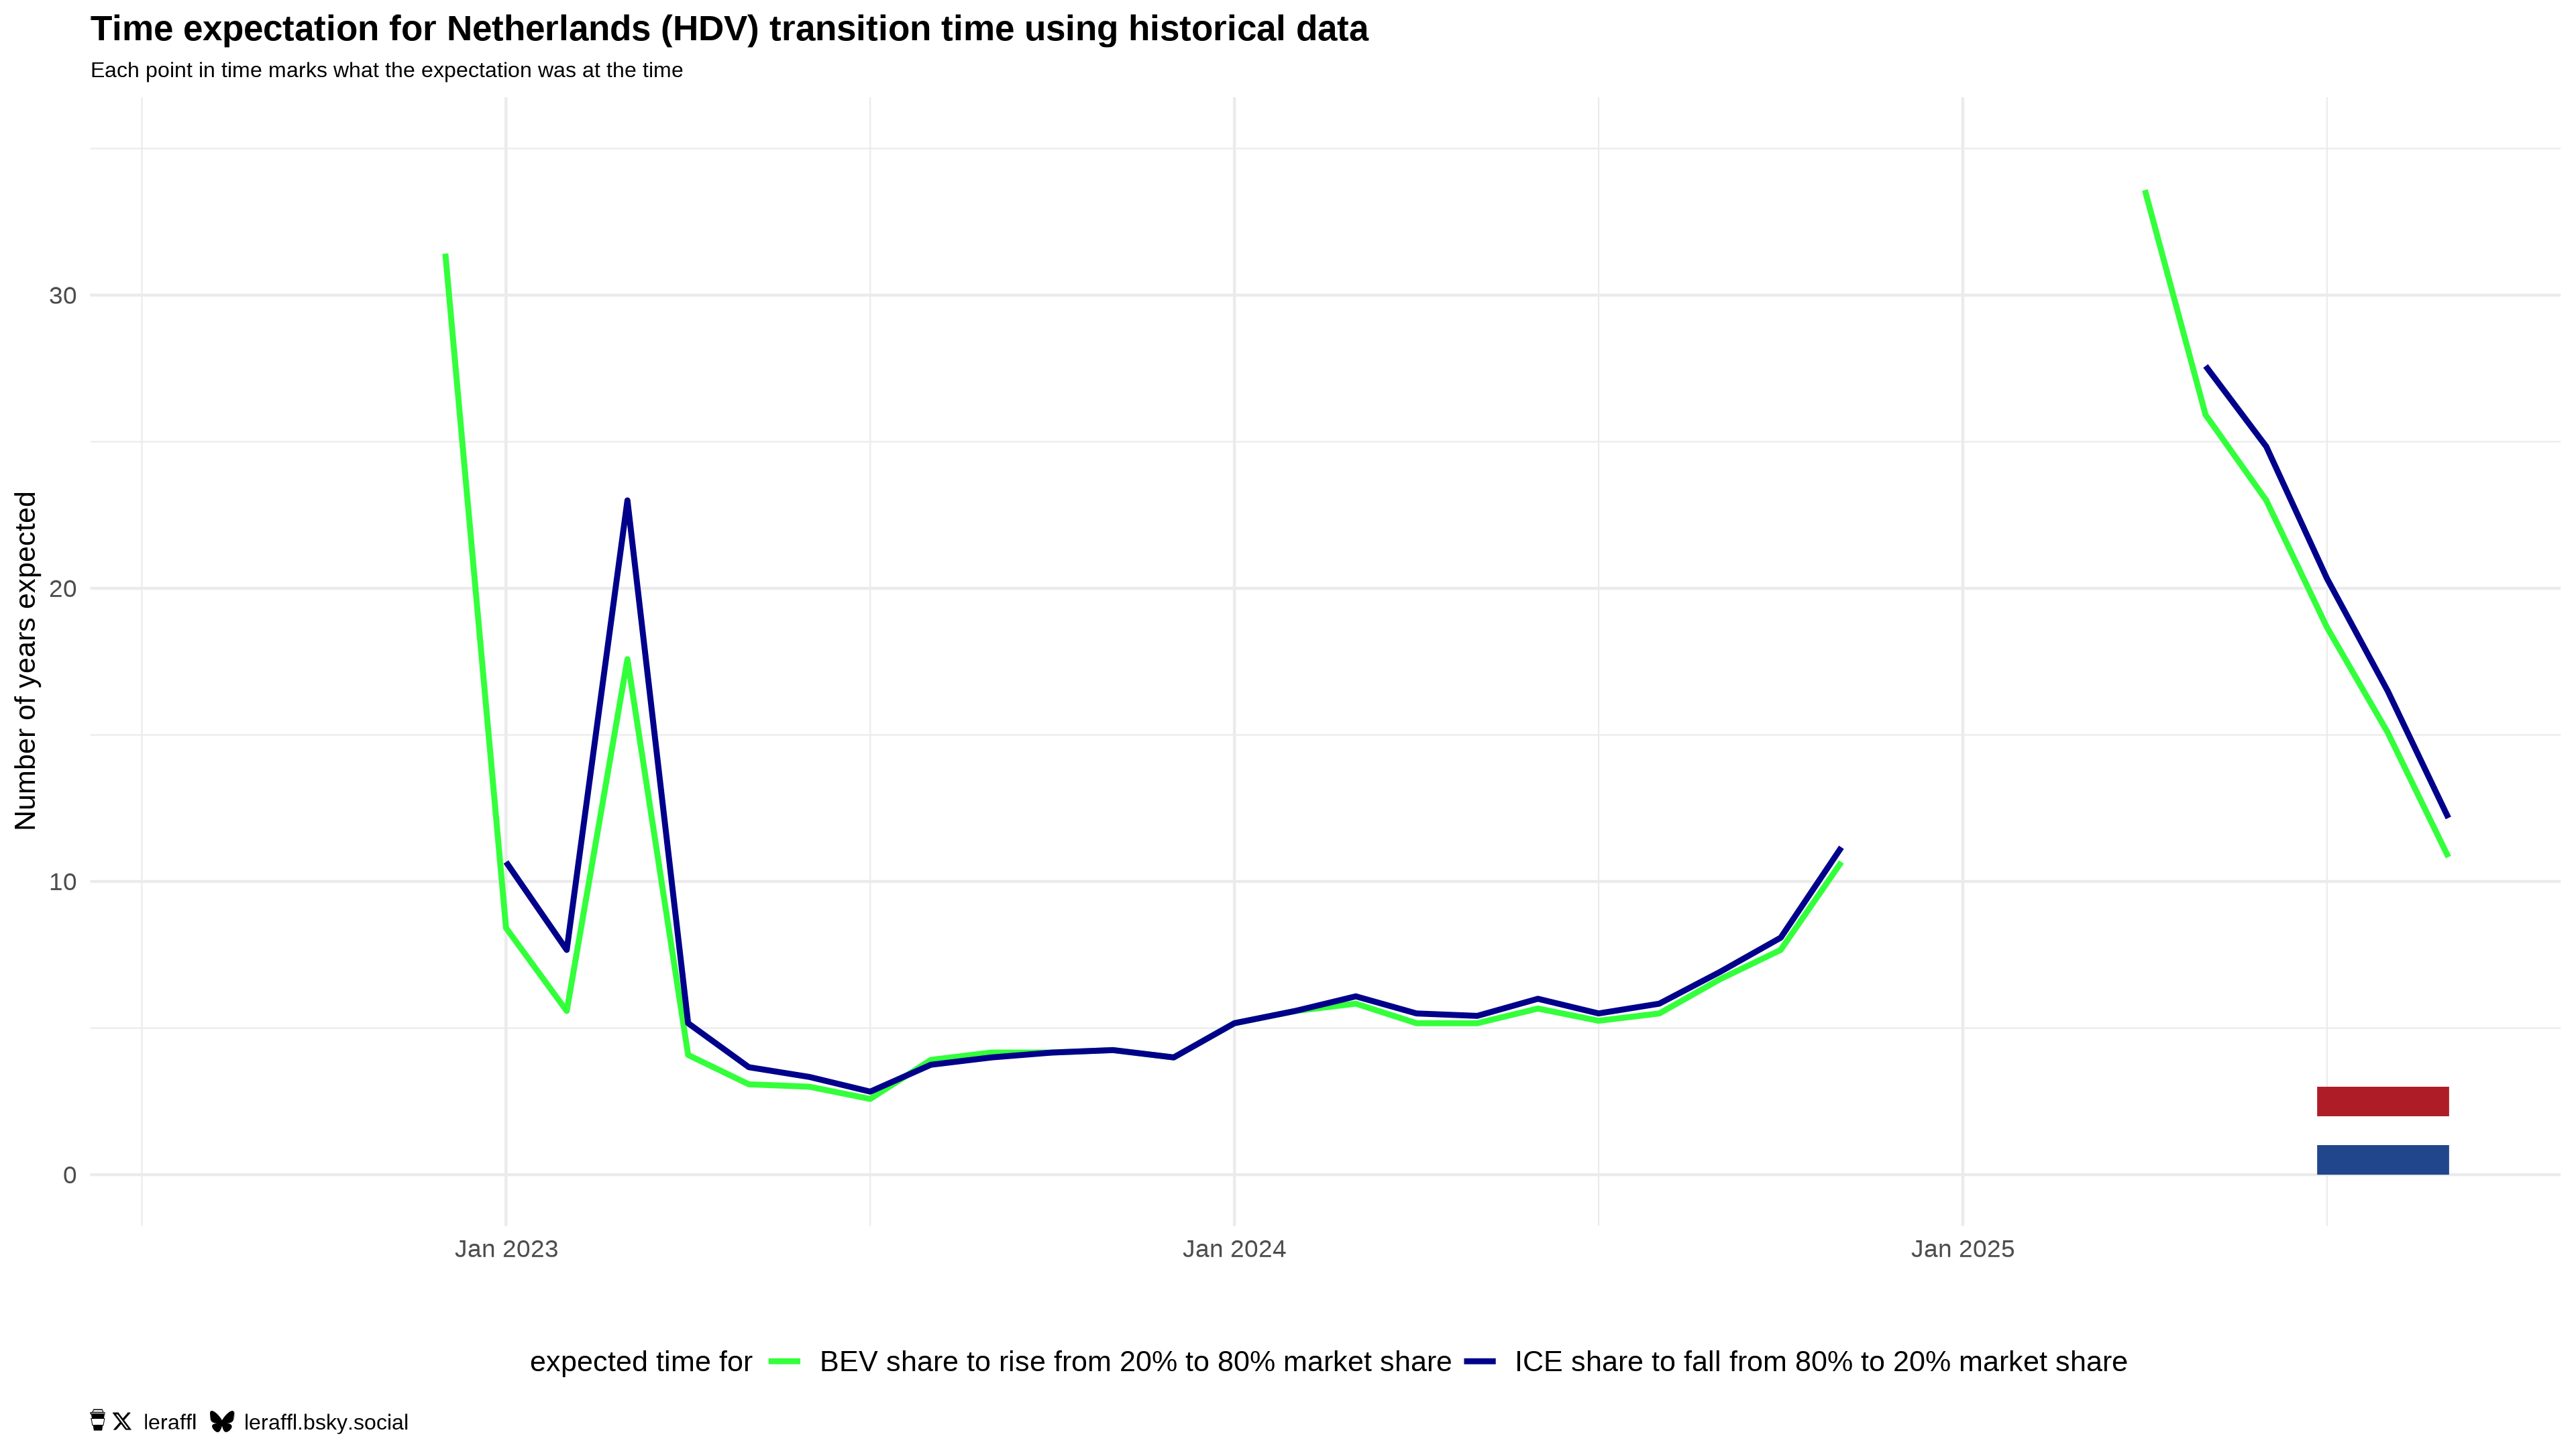 Time expectation for Netherlands (HDV) transition time using historical data
Each point in time marks what the expectation was at the time
Number of years expected
30
20
10
0
Jan 2023
Jan 2024
Jan 2025
expected time for
BEV share to rise from 20% to 80% market share
ICE share to fall from 80% to 20% market share
leraffl
leraffl.bsky.social